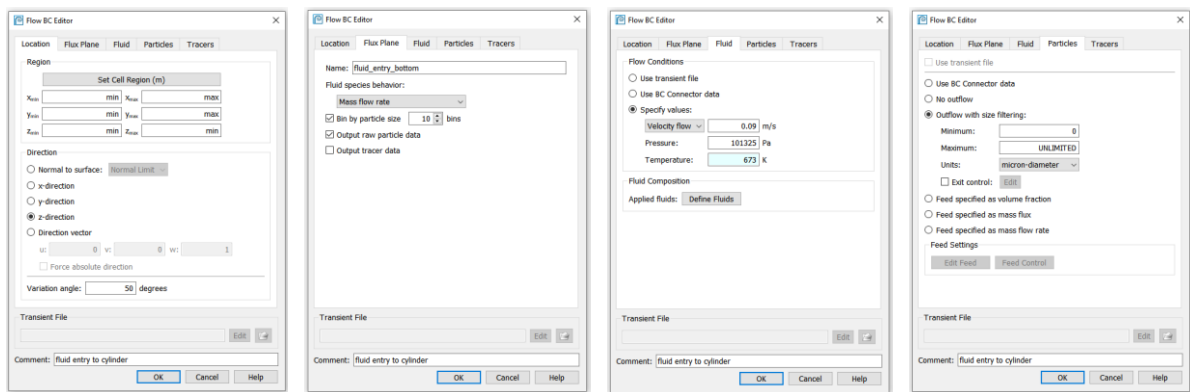 Flow BC Editor
Location Flux Plane Fluid Particles Tracers
Region
Set Cell Region (m)
xmin min xmax max
ymin min ymax max
zmin min zmax min
Direction
Normal to surface: Normal Limit
x-direction
y-direction
z-direction
Direction vector
u: 0 v: 0 w: 1
Force absolute direction
Variation angle: 50 degrees
Transient File
Edit
Comment: fluid entry to cylinder
OK Cancel Help
Flow BC Editor
Location Flux Plane Fluid Particles Tracers
Name: fluid_entry_bottom
Fluid species behavior:
Mass flow rate
Bin by particle size 10 bins
Output raw particle data
Output tracer data
Transient File
Edit
Comment: fluid entry to cylinder
OK Cancel Help
Flow BC Editor
Location Flux Plane Fluid Particles Tracers
Flow Conditions
Use transient file
Use BC Connector data
Specify values:
Velocity flow 0.09 m/s
Pressure: 101325 Pa
Temperature: 673 K
Fluid Composition
Applied fluids: Define Fluids
Transient File
Edit
Comment: fluid entry to cylinder
OK Cancel Help
Flow BC Editor
Location Flux Plane Fluid Particles Tracers
Use transient file
Use BC Connector data
No outflow
Outflow with size filtering:
Minimum: 0
Maximum: UNLIMITED
Units: micron-diameter
Exit control: Edit
Feed specified as volume fraction
Feed specified as mass flux
Feed specified as mass flow rate
Feed Settings
Edit Feed Feed Control
Transient File
Edit
Comment: fluid entry to cylinder
OK Cancel Help